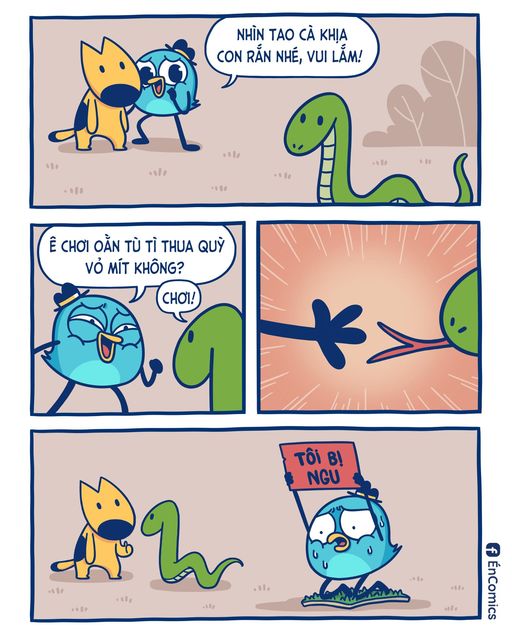 NHÌN TAO CÀ KHỊA
CON RẮN NHÉ, VUI LẮM!
Ê CHƠI OẲN TÙ TÌ THUA QUỲ
VỎ MÍT KHÔNG?
CHƠI!
TÔI BỊ
NGU
ÉnComics